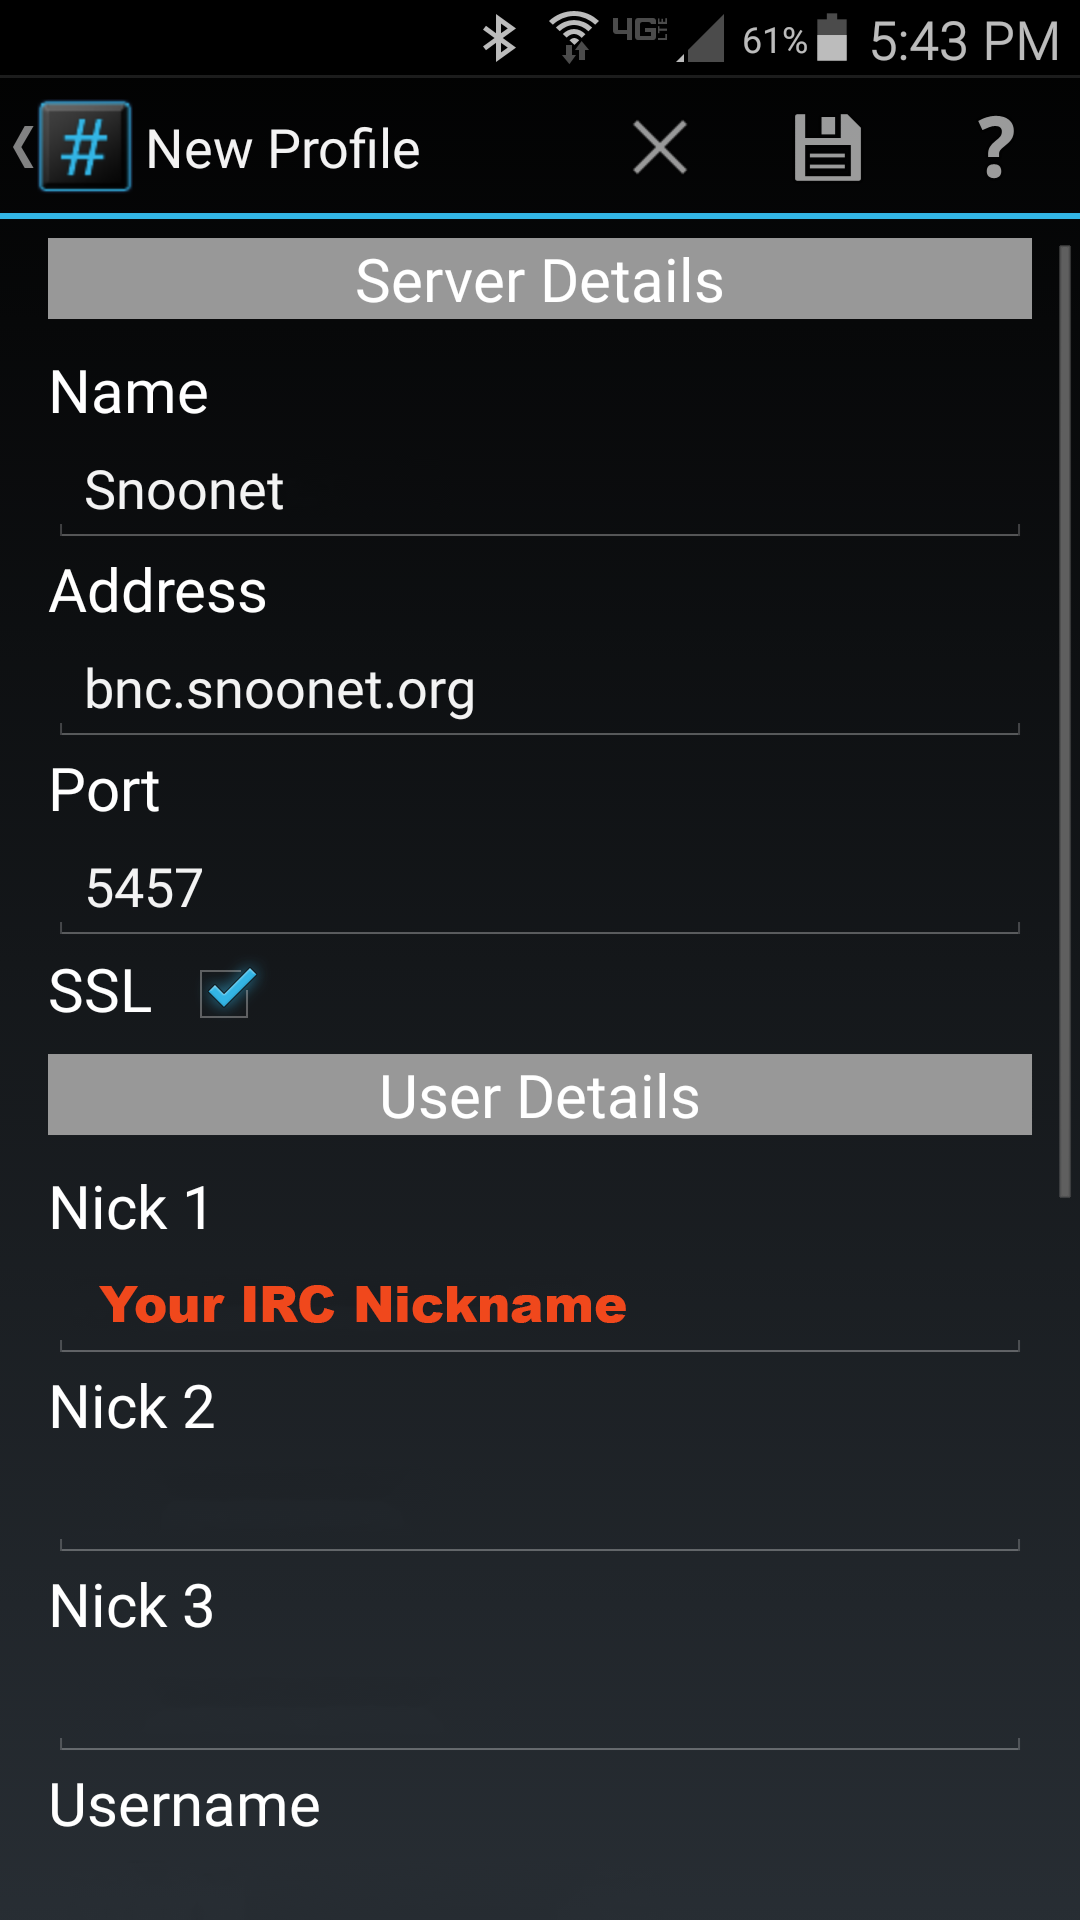 4G LTE 61% 5:43 PM
# New Profile ?
Server Details
Name
Snoonet
Address
bnc.snoonet.org
Port
5457
SSL
User Details
Nick 1
Your IRC Nickname
Nick 2
Nick 3
Username